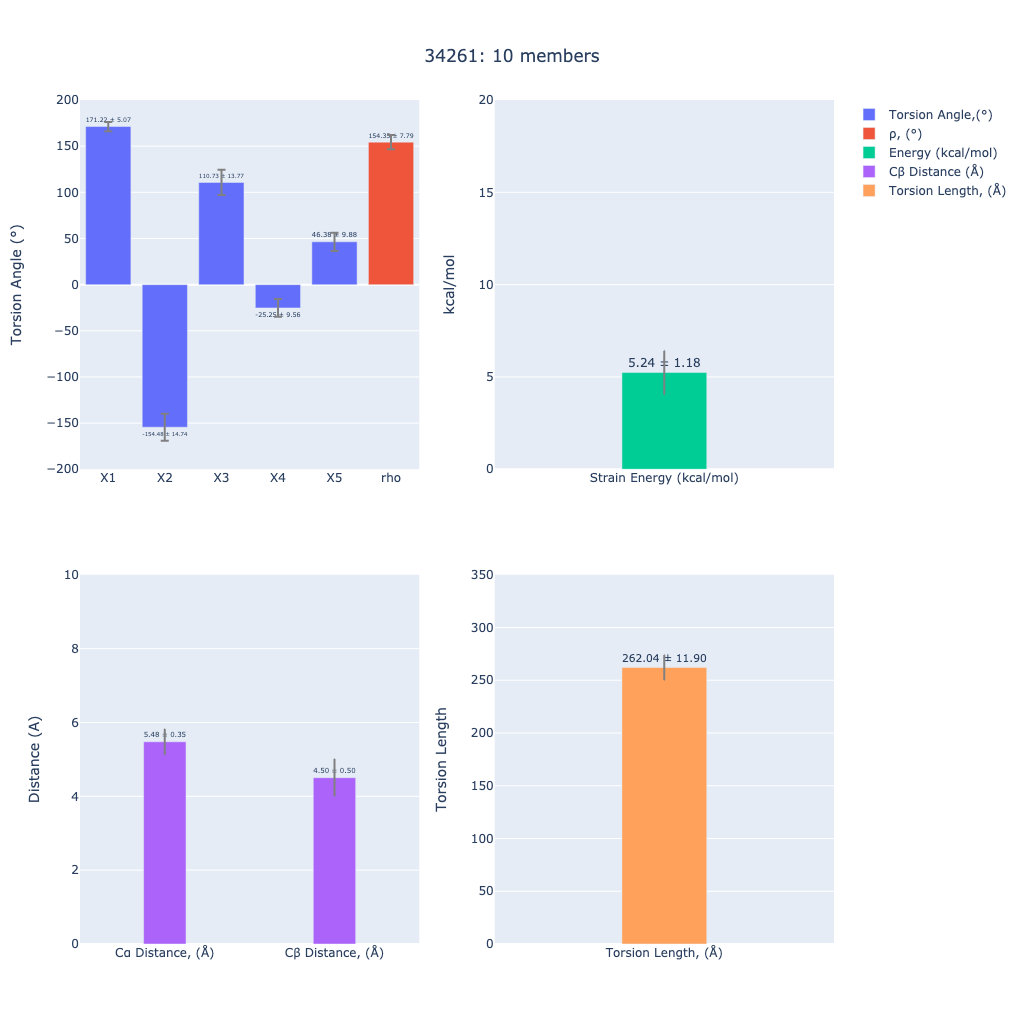 34261: 10 members
Torsion Angle (°)
200
150
100
50
0
−50
−100
−150
−200
171.22 ± 5.07
-154.48 ± 14.74
110.73 ± 13.77
-25.25 ± 9.56
46.38 ± 9.88
154.35 ± 7.79
X1 X2 X3 X4 X5 rho
kcal/mol
20
15
10
5
0
5.24 ± 1.18
Strain Energy (kcal/mol)
Torsion Angle,(°)
ρ, (°)
Energy (kcal/mol)
Cβ Distance (Å)
Torsion Length, (Å)
Distance (A)
10
8
6
4
2
0
5.48 ± 0.35
4.50 ± 0.50
Cα Distance, (Å) Cβ Distance, (Å)
Torsion Length
350
300
250
200
150
100
50
0
262.04 ± 11.90
Torsion Length, (Å)